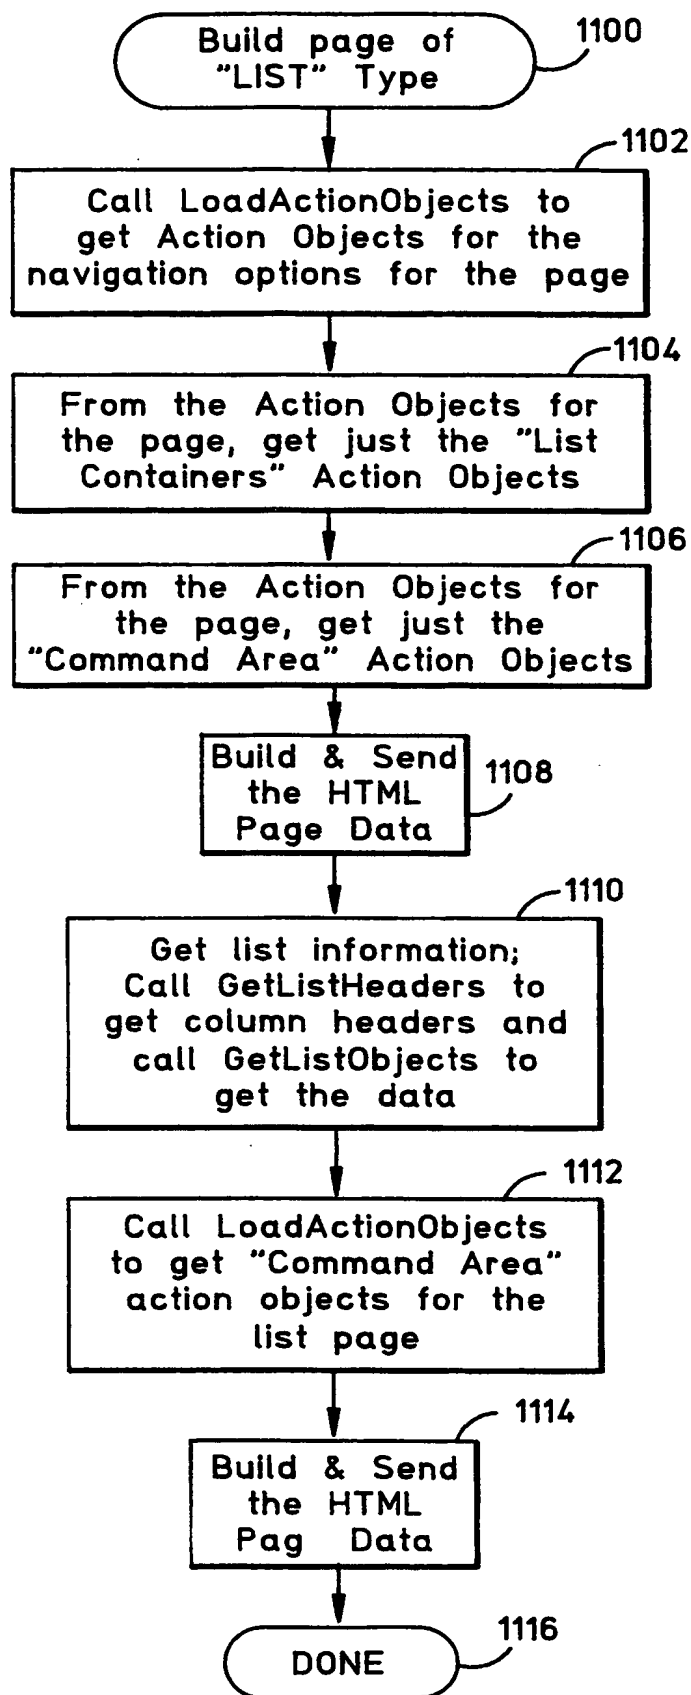 Build page of
"LIST" Type
1100
1102
Call LoadActionObjects to
get Action Objects for the
navigation options for the page
1104
From the Action Objects for
the page, get just the "List
Containers" Action Objects
1106
From the Action Objects for
the page, get just the
"Command Area" Action Objects
Build & Send
the HTML
Page Data
1108
1110
Get list information;
Call GetListHeaders to
get column headers and
call GetListObjects to
get the data
1112
Call LoadActionObjects
to get "Command Area"
action objects for the
list page
1114
Build & Send
the HTML
Pag Data
1116
DONE